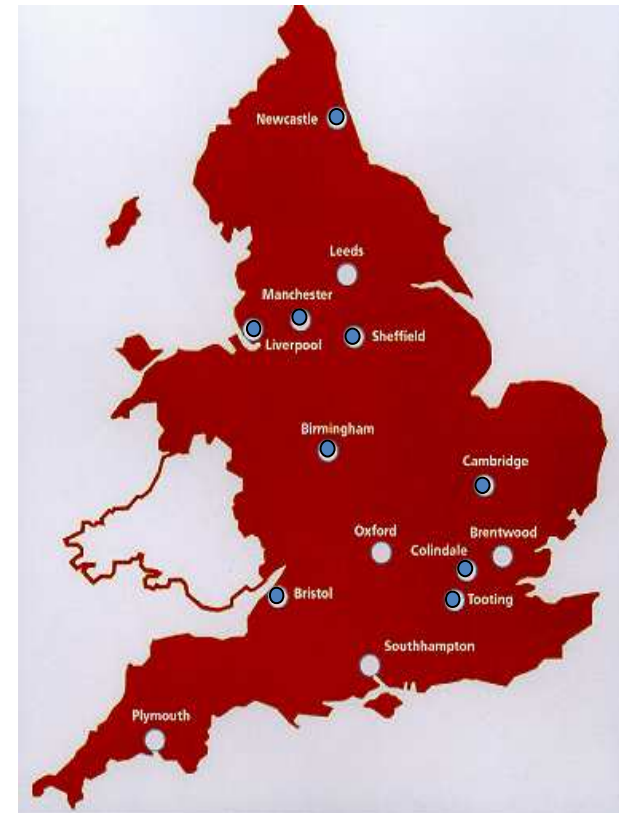 Newcastle
Leeds
Manchester
Liverpool
Sheffield
Birmingham
Cambridge
Oxford
Brentwood
Colindale
Bristol
Tooting
Southhampton
Plymouth